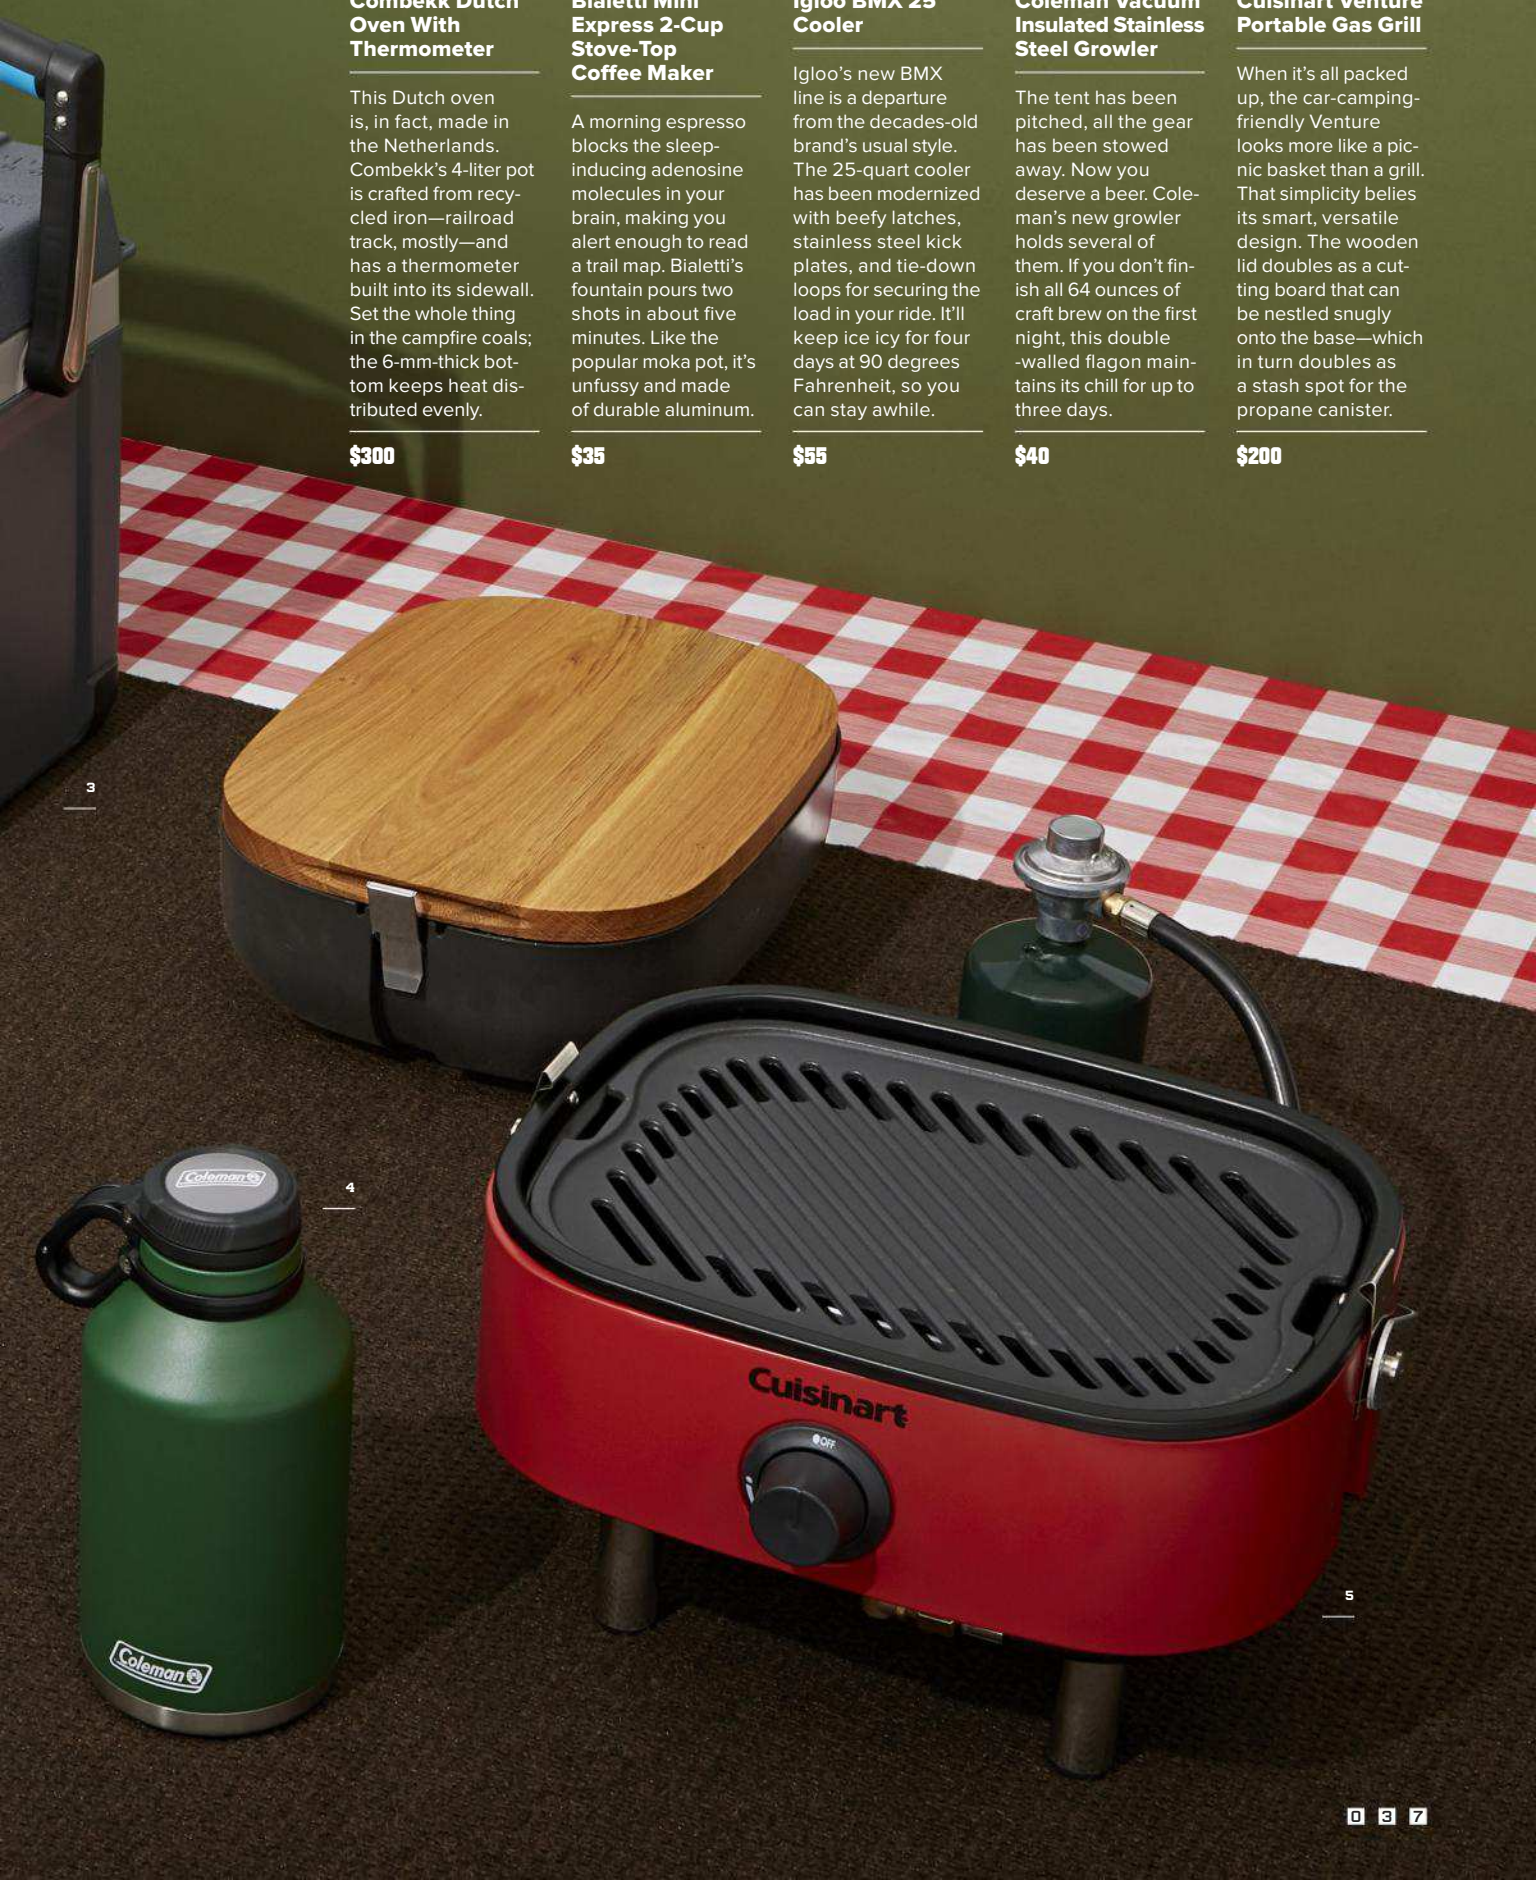 Combekk Dutch
Oven With
Thermometer
This Dutch oven
is, in fact, made in
the Netherlands.
Combekk's 4-liter pot
is crafted from recy-
cled iron—railroad
track, mostly—and
has a thermometer
built into its sidewall.
Set the whole thing
in the campfire coals;
the 6-mm-thick bot-
tom keeps heat dis-
tributed evenly.
$300
Bialetti Mini
Express 2-Cup
Stove-Top
Coffee Maker
A morning espresso
blocks the sleep-
inducing adenosine
molecules in your
brain, making you
alert enough to read
a trail map. Bialetti's
fountain pours two
shots in about five
minutes. Like the
popular moka pot, it's
unfussy and made
of durable aluminum.
$35
Igloo BMX 25
Cooler
Igloo's new BMX
line is a departure
from the decades-old
brand's usual style.
The 25-quart cooler
has been modernized
with beefy latches,
stainless steel kick
plates, and tie-down
loops for securing the
load in your ride. It'll
keep ice icy for four
days at 90 degrees
Fahrenheit, so you
can stay awhile.
$55
Coleman Vacuum
Insulated Stainless
Steel Growler
The tent has been
pitched, all the gear
has been stowed
away. Now you
deserve a beer. Cole-
man's new growler
holds several of
them. If you don't fin-
ish all 64 ounces of
craft brew on the first
night, this double
-walled flagon main-
tains its chill for up to
three days.
$40
Cuisinart Venture
Portable Gas Grill
When it's all packed
up, the car-camping-
friendly Venture
looks more like a pic-
nic basket than a grill.
That simplicity belies
its smart, versatile
design. The wooden
lid doubles as a cut-
ting board that can
be nestled snugly
onto the base—which
in turn doubles as
a stash spot for the
propane canister.
$200
3
4
Coleman
Cuisinart
OFF
5
Coleman
037